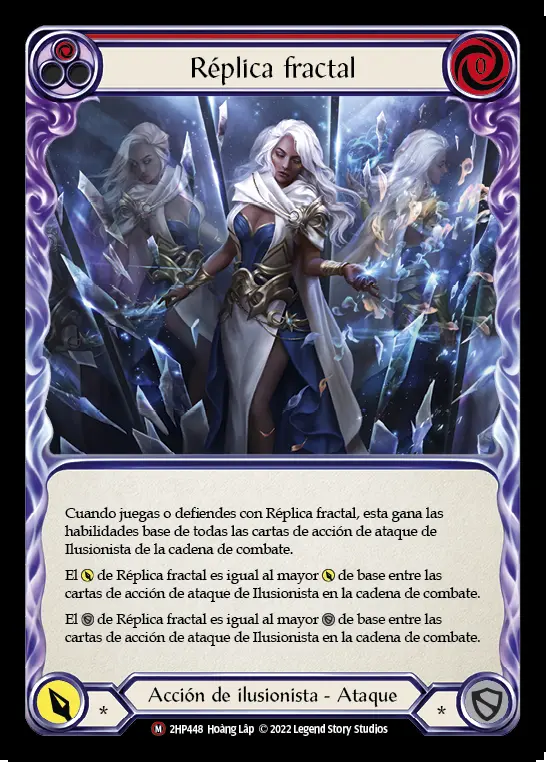 Réplica fractal
0
Cuando juegas o defiendes con Réplica fractal, esta gana las
habilidades base de todas las cartas de acción de ataque de
Ilusionista de la cadena de combate.
El de Réplica fractal es igual al mayor de base entre las
cartas de acción de ataque de Ilusionista en la cadena de combate.
El de Réplica fractal es igual al mayor de base entre las
cartas de acción de ataque de Ilusionista en la cadena de combate.
* Acción de ilusionista - Ataque *
M 2HP448 Hoàng Lập © 2022 Legend Story Studios